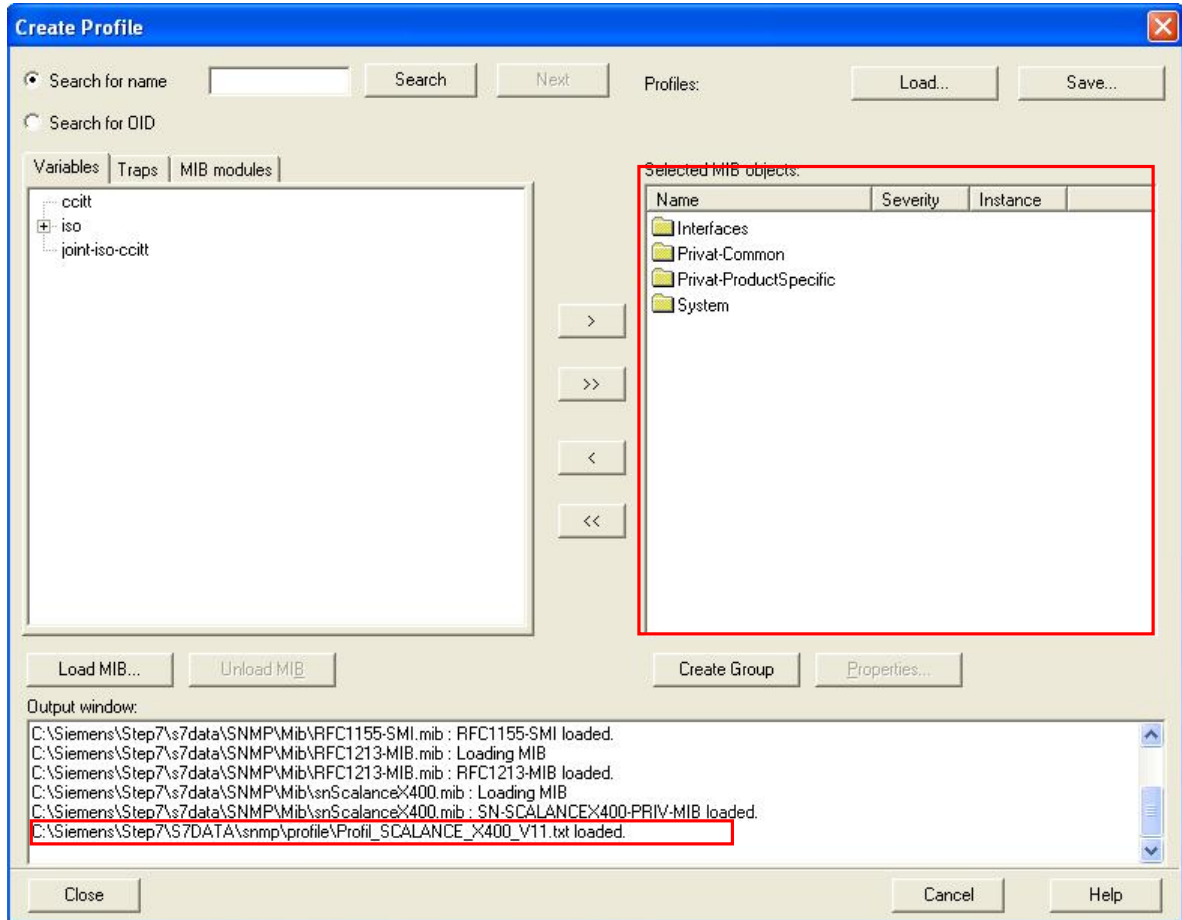 Create Profile
Search for name
Search
Next
Profiles:
Load...
Save...
Search for OID
Variables
Traps
MIB modules
Selected MIB objects:
ccitt
iso
joint-iso-ccitt
Name
Severity
Instance
Interfaces
Privat-Common
Privat-ProductSpecific
System
>
>>
<
<<
Load MIB...
Unload MIB
Create Group
Properties...
Output window:
C:\Siemens\Step7\s7data\SNMP\Mib\RFC1155-SMI.mib : RFC1155-SMI loaded.
C:\Siemens\Step7\s7data\SNMP\Mib\RFC1213-MIB.mib : Loading MIB
C:\Siemens\Step7\s7data\SNMP\Mib\RFC1213-MIB.mib : RFC1213-MIB loaded.
C:\Siemens\Step7\s7data\SNMP\Mib\snScalanceX400.mib : Loading MIB
C:\Siemens\Step7\s7data\SNMP\Mib\snScalanceX400.mib : SN-SCALANCEX400-PRIV-MIB loaded.
C:\Siemens\Step7\S7DATA\snmp\profile\Profil_SCALANCE_X400_V11.txt loaded.
Close
Cancel
Help